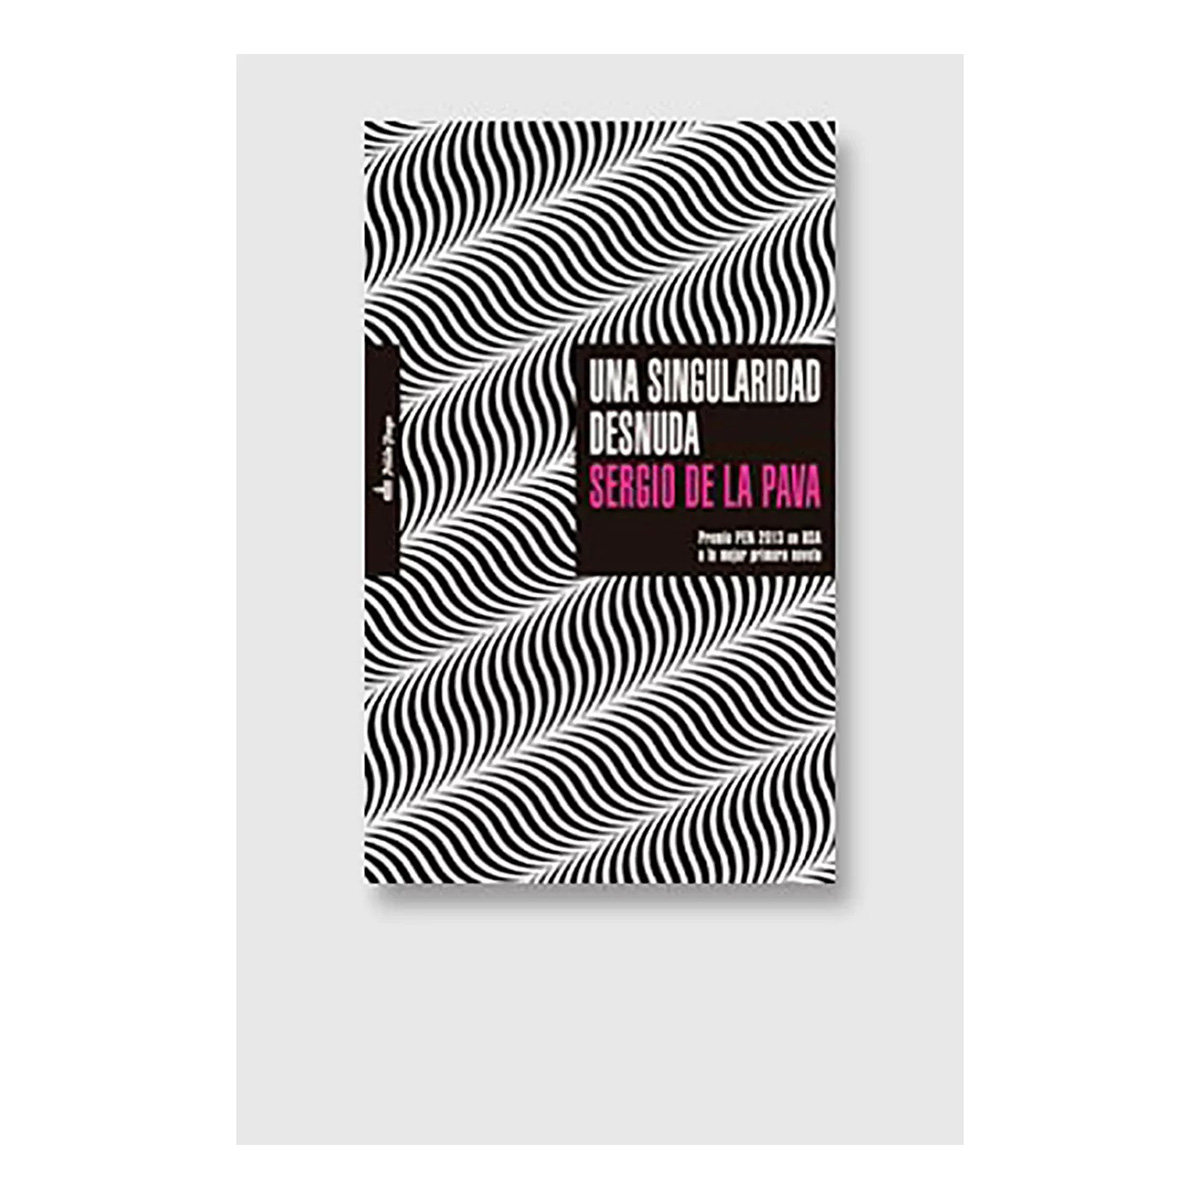 UNA SINGULARIDAD
DESNUDA
SERGIO DE LA PAVA
Premio PEN 2013 en USA
a la mejor primera novela